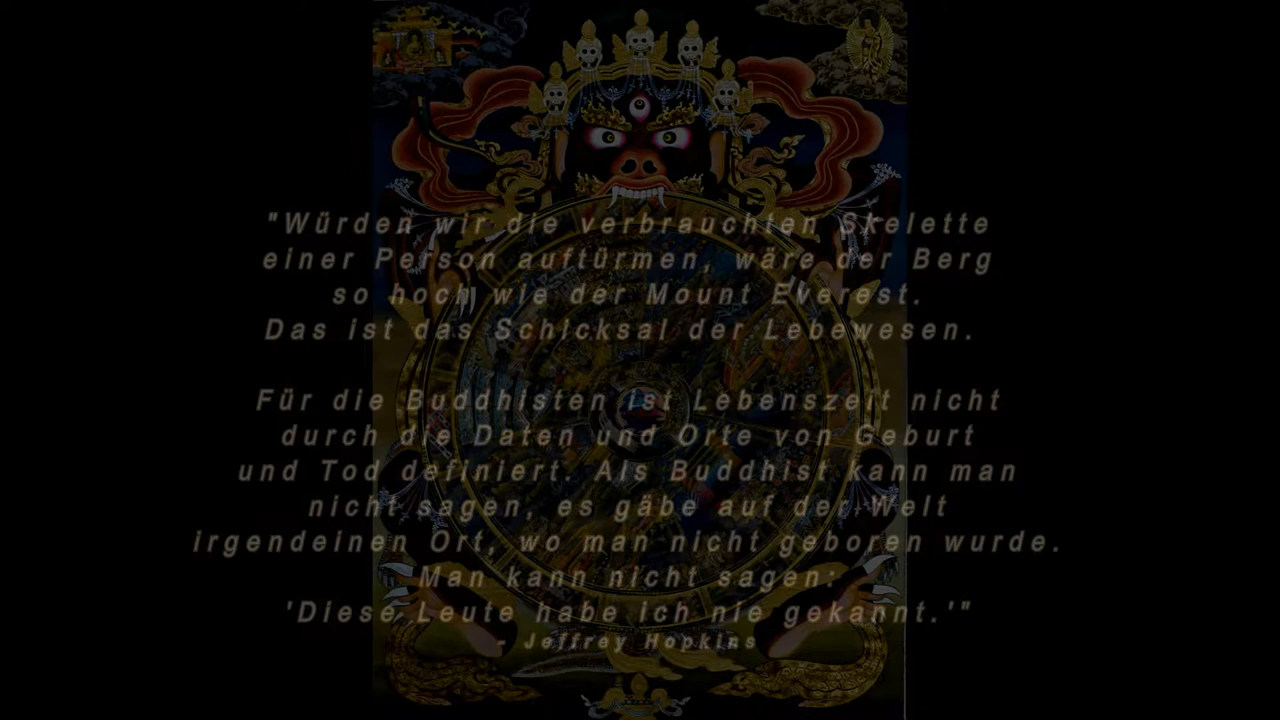 "Würden wir die verbrauchten Skelette
einer Person auftürmen, wäre der Berg
so hoch wie der Mount Everest.
Das ist das Schicksal der Lebewesen.
Für die Buddhisten ist Lebenszeit nicht
durch die Daten und Orte von Geburt
und Tod definiert. Als Buddhist kann man
nicht sagen, es gäbe auf der Welt
irgendeinen Ort, wo man nicht geboren wurde.
Man kann nicht sagen:
'Diese Leute habe ich nie gekannt.'"
- Jeffrey Hopkins